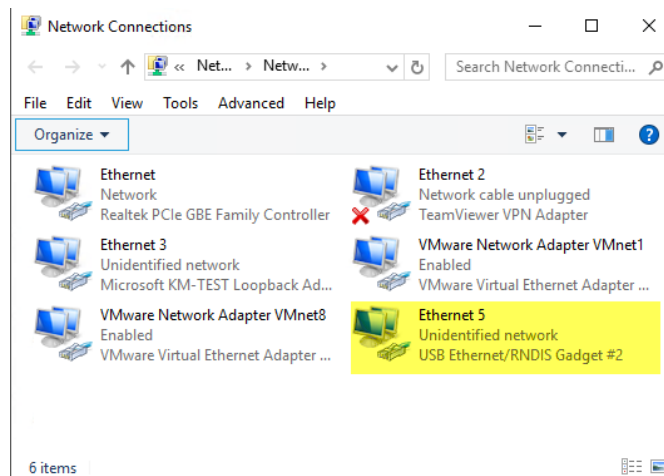 Network Connections
« Net... > Netw... >
Search Network Connecti...
File Edit View Tools Advanced Help
Organize
Ethernet
Network
Realtek PCIe GBE Family Controller
Ethernet 2
Network cable unplugged
TeamViewer VPN Adapter
Ethernet 3
Unidentified network
Microsoft KM-TEST Loopback Ad...
VMware Network Adapter VMnet1
Enabled
VMware Virtual Ethernet Adapter ...
VMware Network Adapter VMnet8
Enabled
VMware Virtual Ethernet Adapter ...
Ethernet 5
Unidentified network
USB Ethernet/RNDIS Gadget #2
6 items